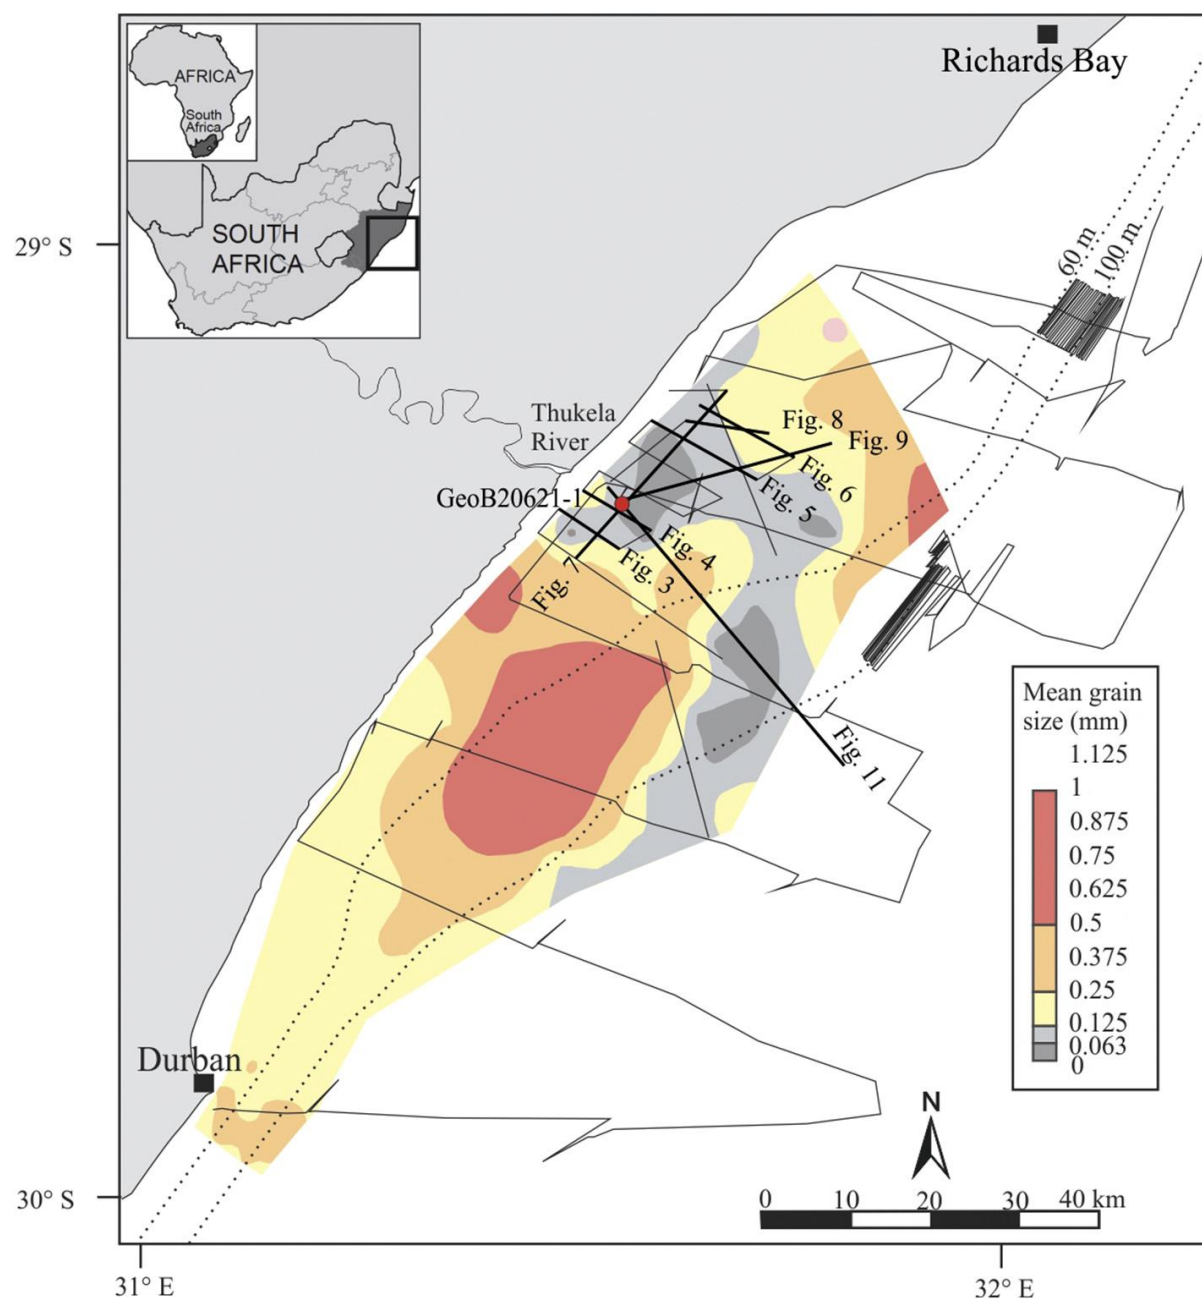 Richards Bay
AFRICA
South
Africa
SOUTH
AFRICA
29° S
60 m
100 m
Thukela
River
Fig. 8
Fig. 9
Fig. 6
Fig. 5
GeoB20621-1
Fig. 4
Fig. 3
Fig. 7
Fig. 11
Mean grain
size (mm)
1.125
1
0.875
0.75
0.625
0.5
0.375
0.25
0.125
0.063
0
Durban
N
30° S
0 10 20 30 40 km
31° E
32° E